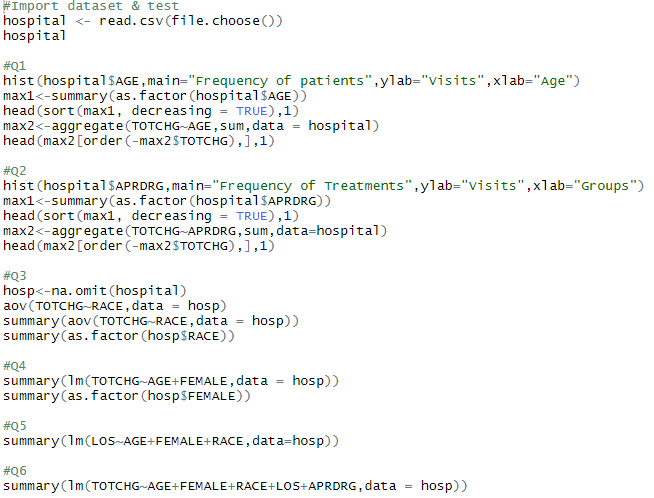 #Import dataset & test
hospital <- read.csv(file.choose())
hospital
#Q1
hist(hospital$AGE,main="Frequency of patients",ylab="Visits",xlab="Age")
max1<-summary(as.factor(hospital$AGE))
head(sort(max1, decreasing = TRUE),1)
max2<-aggregate(TOTCHG~AGE,sum,data = hospital)
head(max2[order(-max2$TOTCHG),],1)
#Q2
hist(hospital$APRDRG,main="Frequency of Treatments",ylab="Visits",xlab="Groups")
max1<-summary(as.factor(hospital$APRDRG))
head(sort(max1, decreasing = TRUE),1)
max2<-aggregate(TOTCHG~APRDRG,sum,data=hospital)
head(max2[order(-max2$TOTCHG),],1)
#Q3
hosp<-na.omit(hospital)
aov(TOTCHG~RACE,data = hosp)
summary(aov(TOTCHG~RACE,data = hosp))
summary(as.factor(hosp$RACE))
#Q4
summary(lm(TOTCHG~AGE+FEMALE,data = hosp))
summary(as.factor(hosp$FEMALE))
#Q5
summary(lm(LOS~AGE+FEMALE+RACE,data=hosp))
#Q6
summary(lm(TOTCHG~AGE+FEMALE+RACE+LOS+APRDRG,data = hosp))